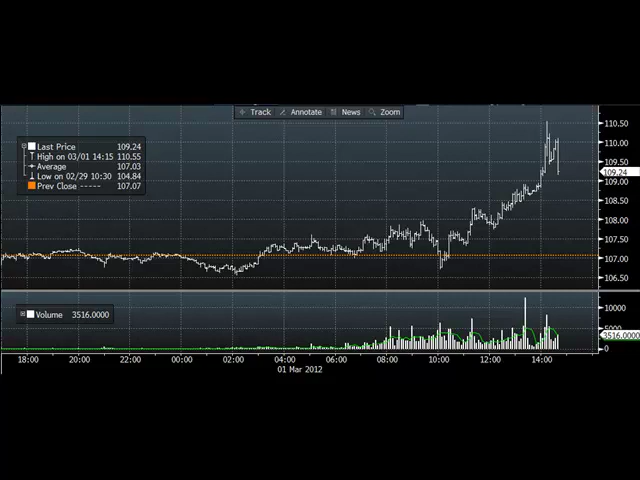 Track Annotate News Zoom
Last Price 109.24
High on 03/01 14:15 110.55
Average 107.03
Low on 02/29 10:30 104.84
Prev Close ----- 107.07
110.50
110.00
109.50
109.24
109.00
108.50
108.00
107.50
107.00
106.50
Volume 3516.0000
10000
5000
3516.0000
0
18:00 20:00 22:00 00:00 02:00 04:00 06:00 08:00 10:00 12:00 14:00
01 Mar 2012